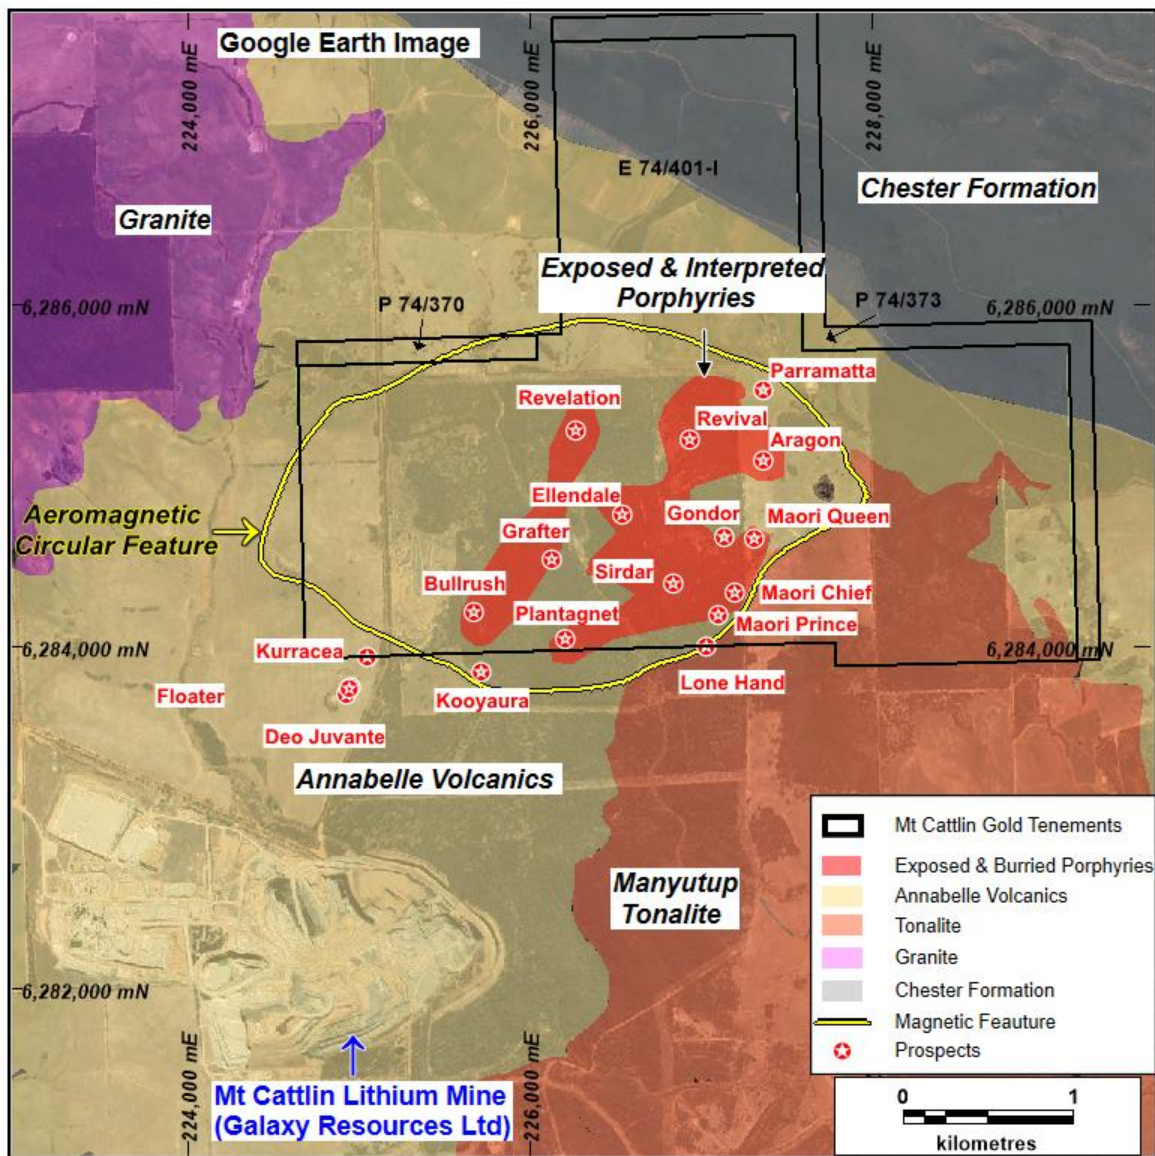 Google Earth Image
224,000 mE
226,000 mE
228,000 mE
E 74/401-I
Chester Formation
Granite
Exposed & Interpreted
Porphyries
6,286,000 mN
P 74/370
P 74/373
6,286,000 mN
Parramatta
Revelation
Revival
Aragon
Ellendale
Gondor
Maori Queen
Aeromagnetic
Circular Feature
Grafter
Sirdar
Bullrush
Maori Chief
Plantagnet
Maori Prince
6,284,000 mN
Kurracea
6,284,000 mN
Lone Hand
Floater
Kooyaura
Deo Juvante
Annabelle Volcanics
Manyutup
Tonalite
Mt Cattlin Gold Tenements
Exposed & Burried Porphyries
Annabelle Volcanics
Tonalite
Granite
Chester Formation
Magnetic Feauture
Prospects
6,282,000 mN
224,000 mE
226,000 mE
Mt Cattlin Lithium Mine
(Galaxy Resources Ltd)
0 1
kilometres